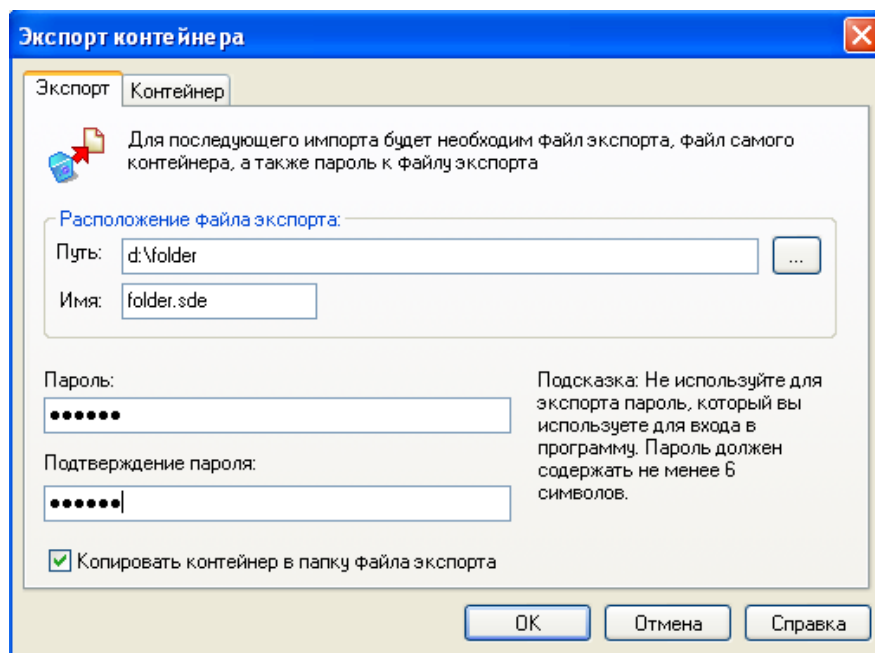 Экспорт контейнера
Экспорт Контейнер
Для последующего импорта будет необходим файл экспорта, файл самого
контейнера, а также пароль к файлу экспорта
Расположение файла экспорта:
Путь: d:\folder ...
Имя: folder.sde
Пароль:
●●●●●●
Подтверждение пароля:
●●●●●●
Подсказка: Не используйте для
экспорта пароль, который вы
используете для входа в
программу. Пароль должен
содержать не менее 6
символов.
Копировать контейнер в папку файла экспорта
OK Отмена Справка